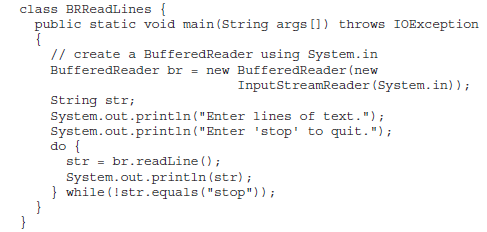 class BRReadLines {
  public static void main(String args[]) throws IOException
  {
    // create a BufferedReader using System.in
    BufferedReader br = new BufferedReader(new
                            InputStreamReader(System.in));
    String str;
    System.out.println("Enter lines of text.");
    System.out.println("Enter 'stop' to quit.");
    do {
      str = br.readLine();
      System.out.println(str);
    } while(!str.equals("stop"));
  }
}